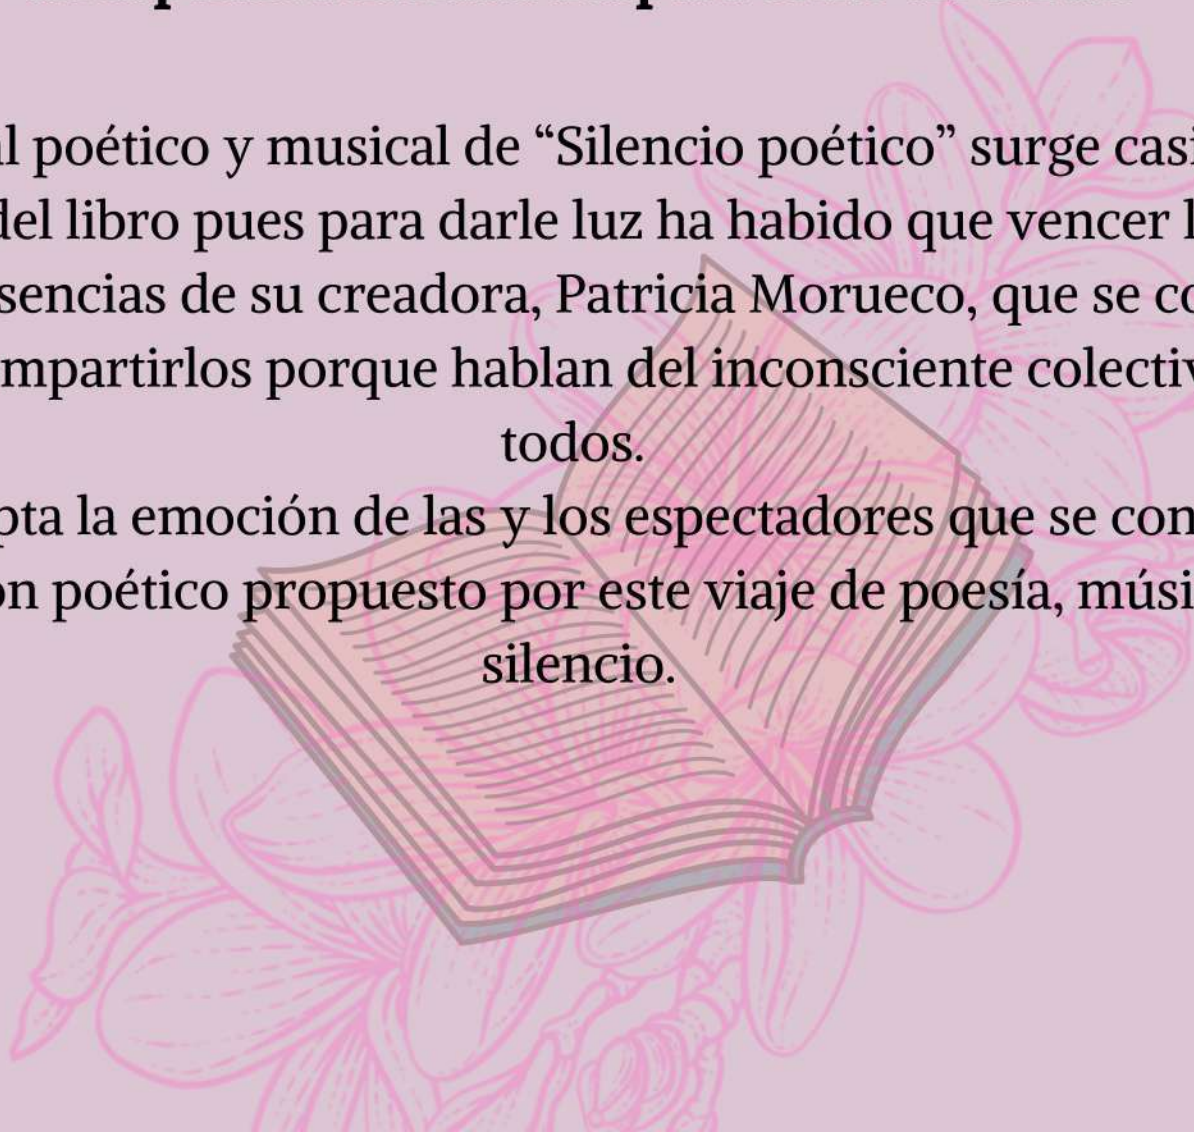 al poético y musical de “Silencio poético” surge casi
del libro pues para darle luz ha habido que vencer l
sencias de su creadora, Patricia Morueco, que se co
mpartirlos porque hablan del inconsciente colectiv
todos.
pta la emoción de las y los espectadores que se con
ón poético propuesto por este viaje de poesía, músi
silencio.